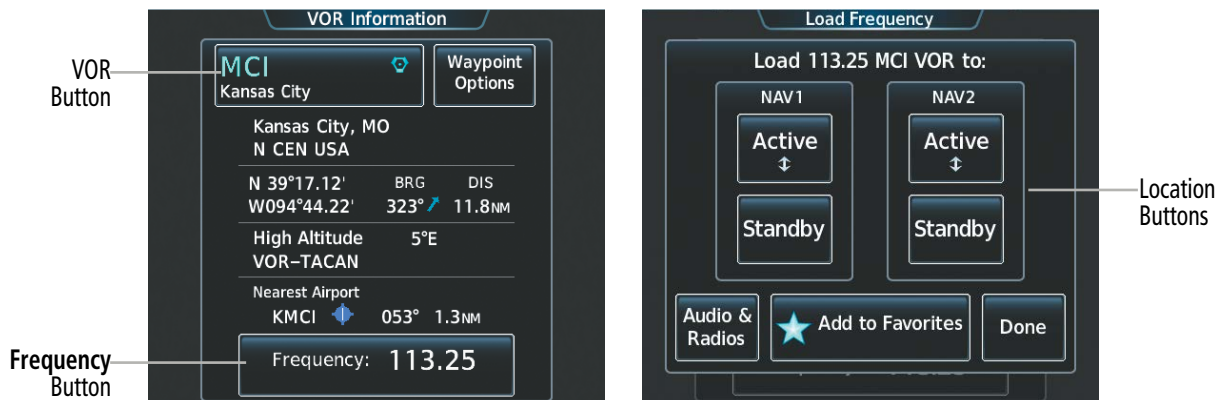 VOR Information
VOR
Button
MCI
Kansas City
Waypoint
Options
Kansas City, MO
N CEN USA
N 39°17.12' BRG DIS
W094°44.22' 323° 11.8NM
High Altitude 5°E
VOR–TACAN
Nearest Airport
KMCI 053° 1.3NM
Frequency
Button
Frequency: 113.25
Load Frequency
Load 113.25 MCI VOR to:
NAV1 NAV2
Active Active
Standby Standby
Location
Buttons
Audio &
Radios
Add to Favorites
Done